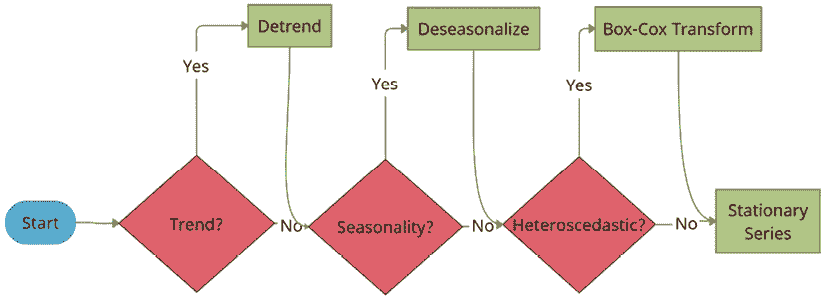 Start
Trend?
Yes
Detrend
No
Seasonality?
Yes
Deseasonalize
No
Heteroscedastic?
Yes
Box-Cox Transform
No
Stationary
Series